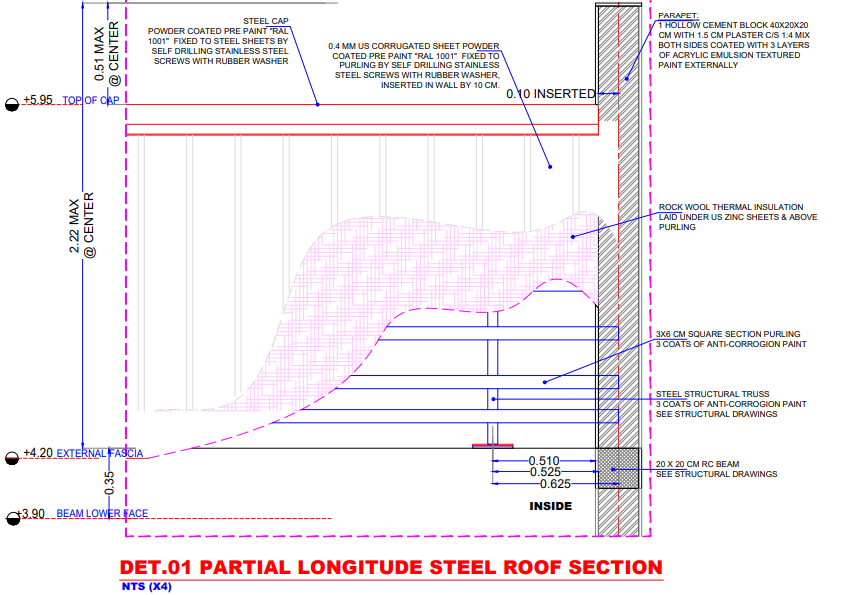 STEEL CAP
POWDER COATED PRE PAINT "RAL
1001" FIXED TO STEEL SHEETS BY
SELF DRILLING STAINLESS STEEL
SCREWS WITH RUBBER WASHER
0.4 MM US CORRUGATED SHEET POWDER
COATED PRE PAINT "RAL 1001" FIXED TO
PURLING BY SELF DRILLING STAINLESS
STEEL SCREWS WITH RUBBER WASHER,
INSERTED IN WALL BY 10 CM.
PARAPET:
1 HOLLOW CEMENT BLOCK 40X20X20
CM WITH 1.5 CM PLASTER C/S 1:4 MIX
BOTH SIDES COATED WITH 3 LAYERS
OF ACRYLIC EMULSION TEXTURED
PAINT EXTERNALLY
0.51 MAX
@ CENTER
0.10 INSERTED
+5.95 TOP OF CAP
2.22 MAX
@ CENTER
ROCK WOOL THERMAL INSULATION
LAID UNDER US ZINC SHEETS & ABOVE
PURLING
3X6 CM SQUARE SECTION PURLING
3 COATS OF ANTI-CORROGION PAINT
STEEL STRUCTURAL TRUSS
3 COATS OF ANTI-CORROGION PAINT
SEE STRUCTURAL DRAWINGS
+4.20 EXTERNAL FASCIA
0.35
0.510
0.525
0.625
20 X 20 CM RC BEAM
SEE STRUCTURAL DRAWINGS
INSIDE
+3.90 BEAM LOWER FACE
DET.01 PARTIAL LONGITUDE STEEL ROOF SECTION
NTS (X4)